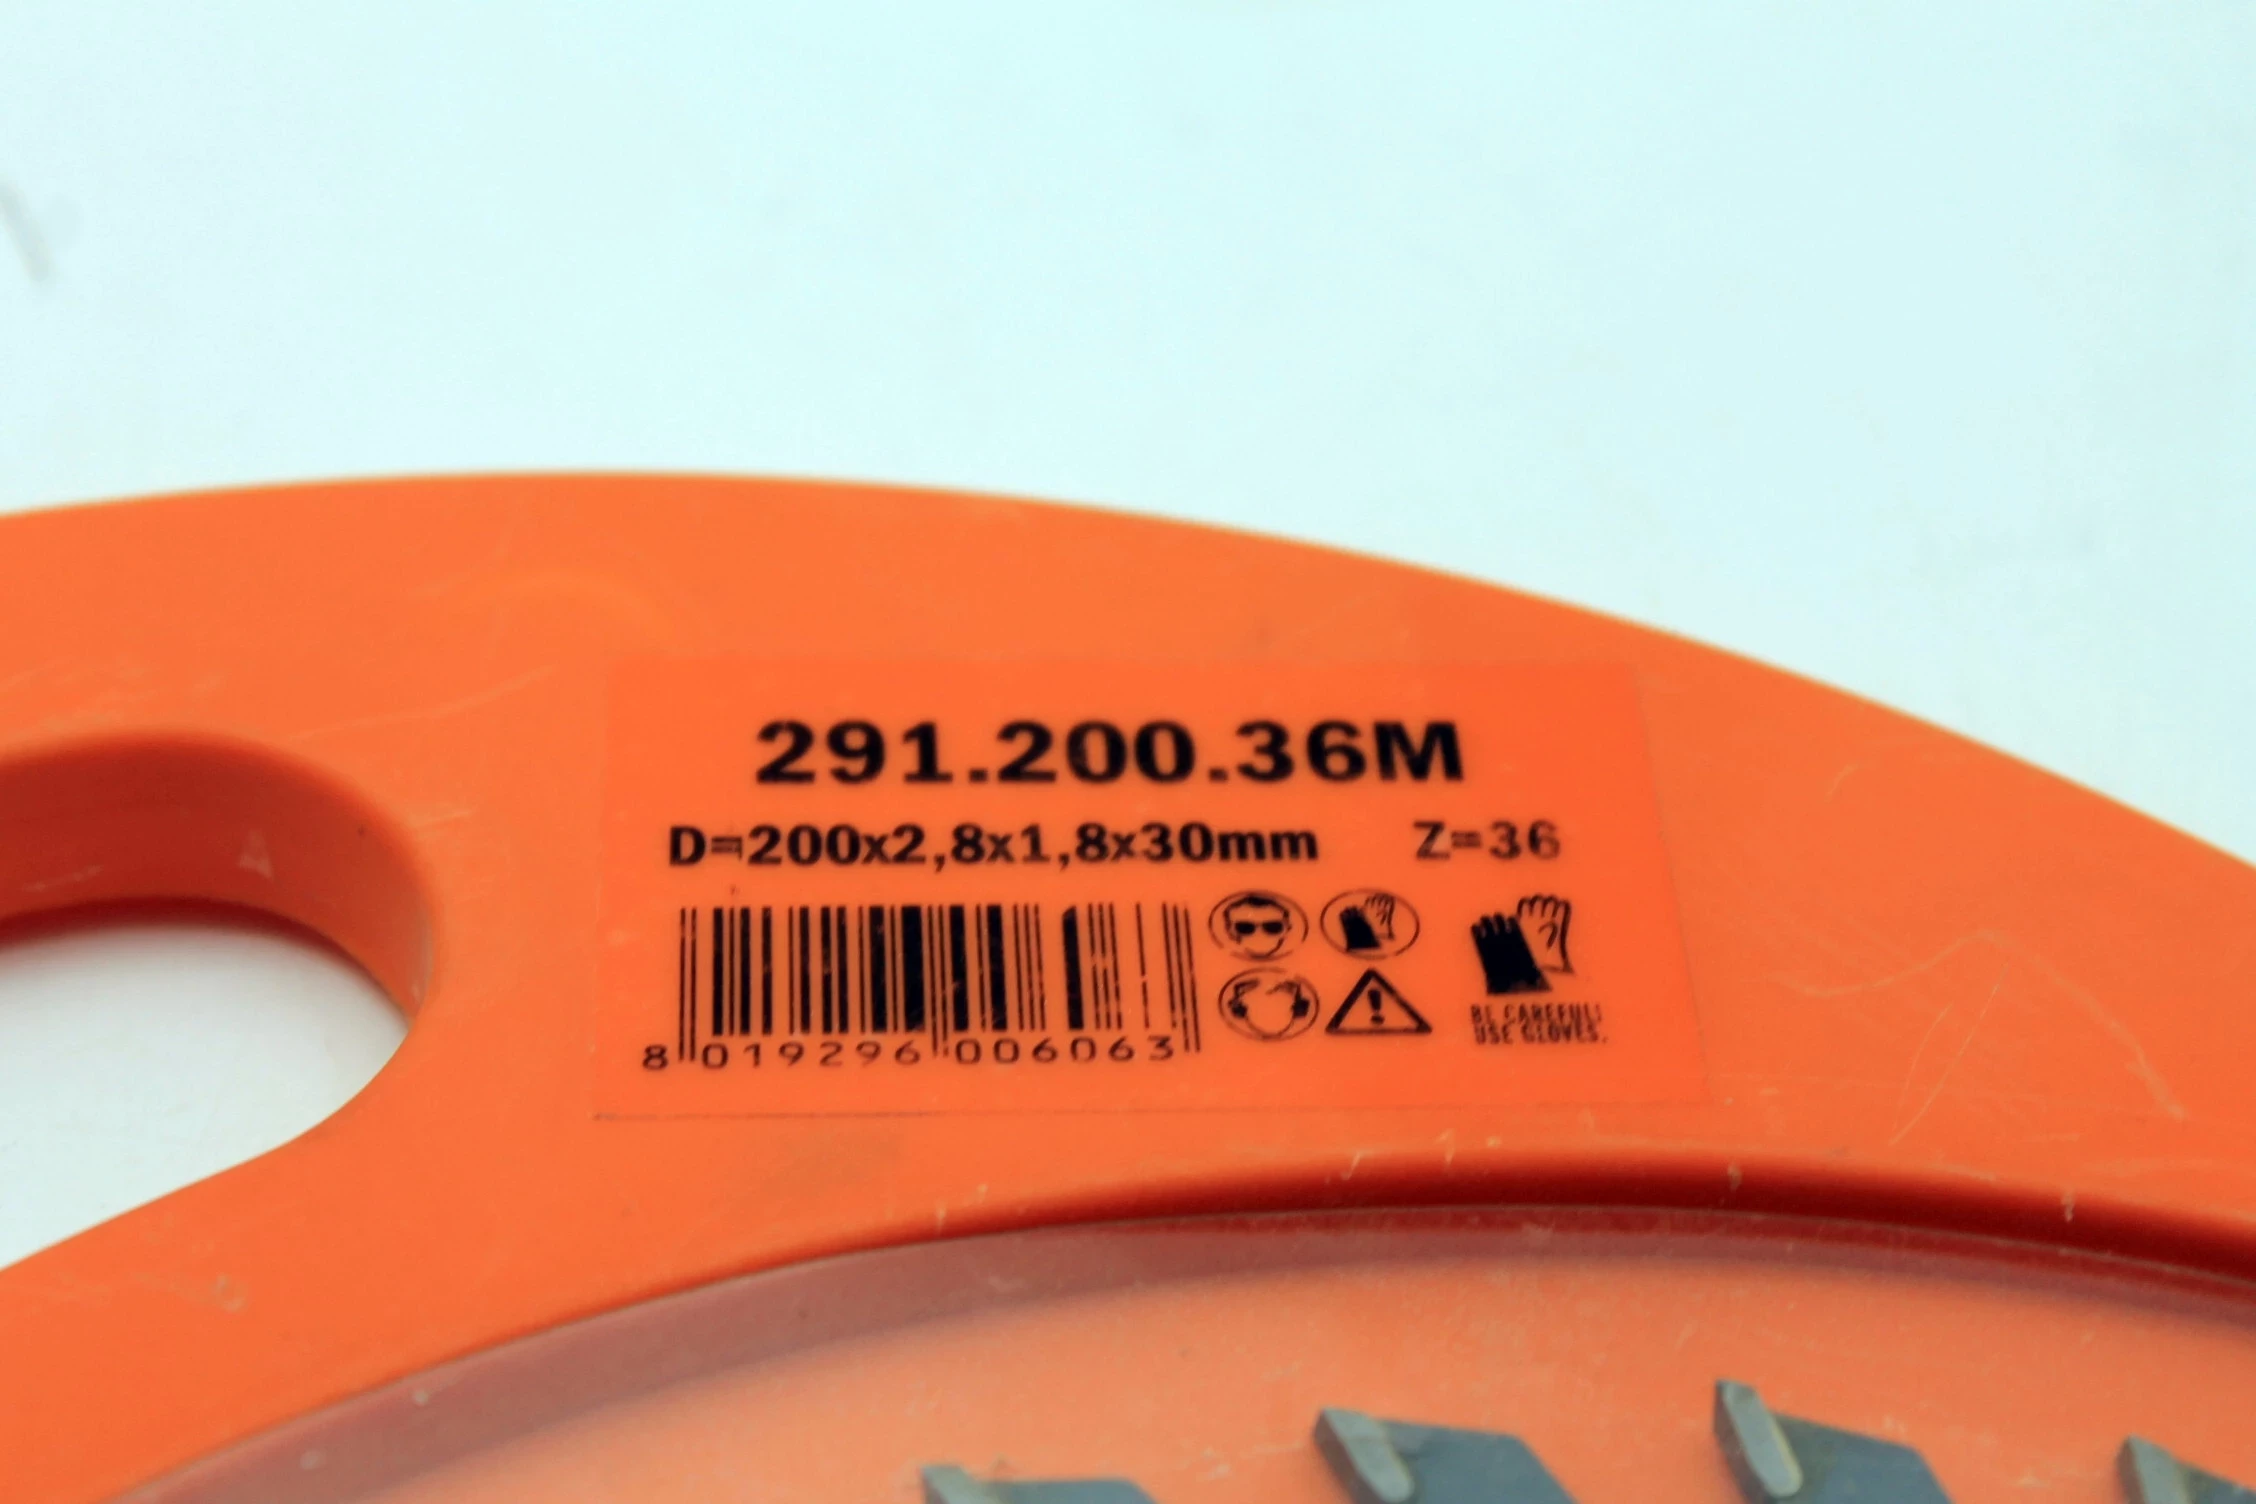 291.200.36M
D=200x2,8x1,8x30mm Z=36
8 019296 006063
BE CAREFUL!
USE GLOVES.